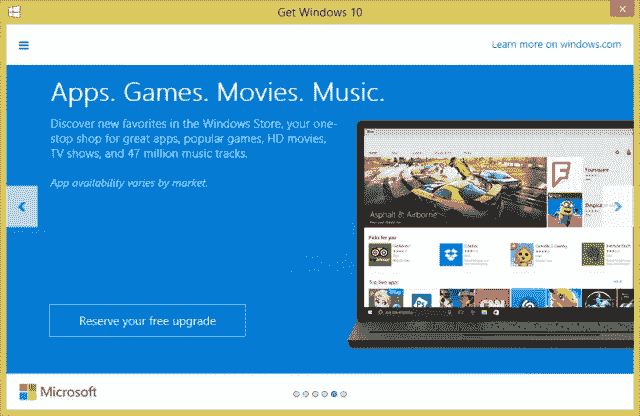 Get Windows 10
Learn more on windows.com
Apps. Games. Movies. Music.
Discover new favorites in the Windows Store, your one-
stop shop for great apps, popular games, HD movies,
TV shows, and 47 million music tracks.
App availability varies by market.
Asphalt 8: Airborne
Picks for you
Top free apps
Reserve your free upgrade
Microsoft